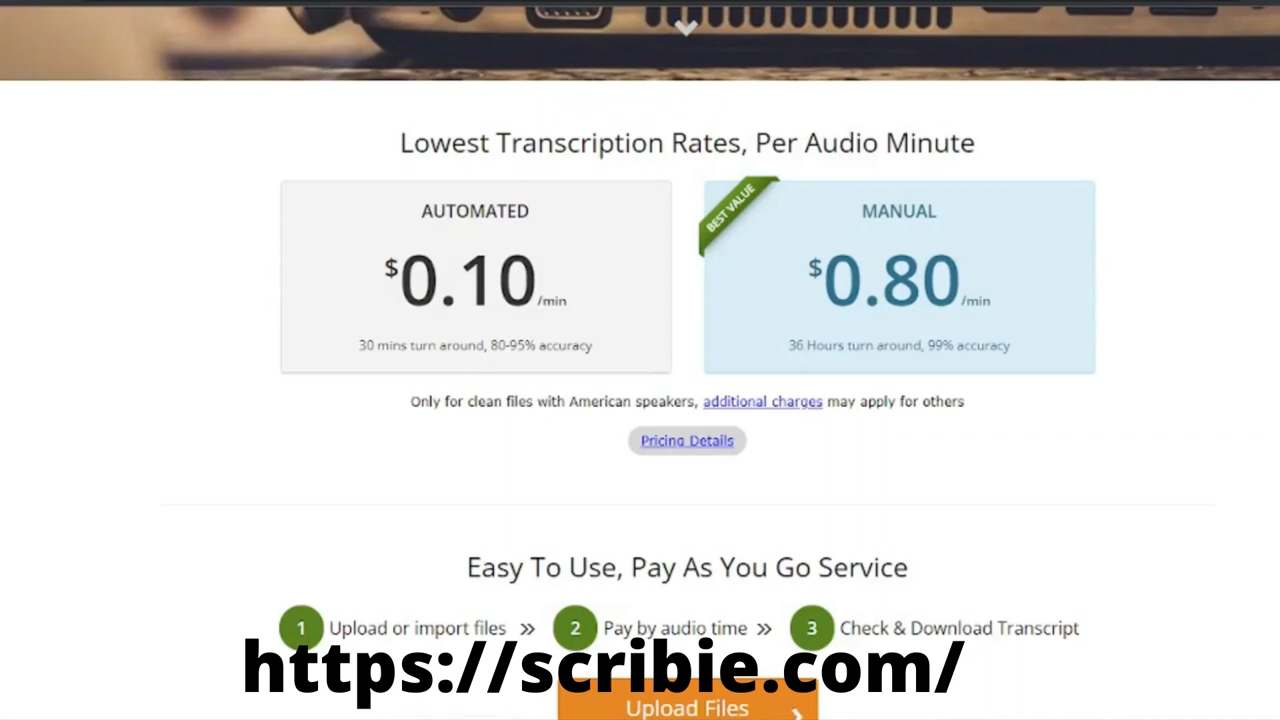 Lowest Transcription Rates, Per Audio Minute
AUTOMATED
$0.10/min
30 mins turn around, 80-95% accuracy
BEST VALUE
MANUAL
$0.80/min
36 Hours turn around, 99% accuracy
Only for clean files with American speakers, additional charges may apply for others
Pricing Details
Easy To Use, Pay As You Go Service
1 Upload or import files » 2 Pay by audio time » 3 Check & Download Transcript
https://scribie.com/
Upload Files